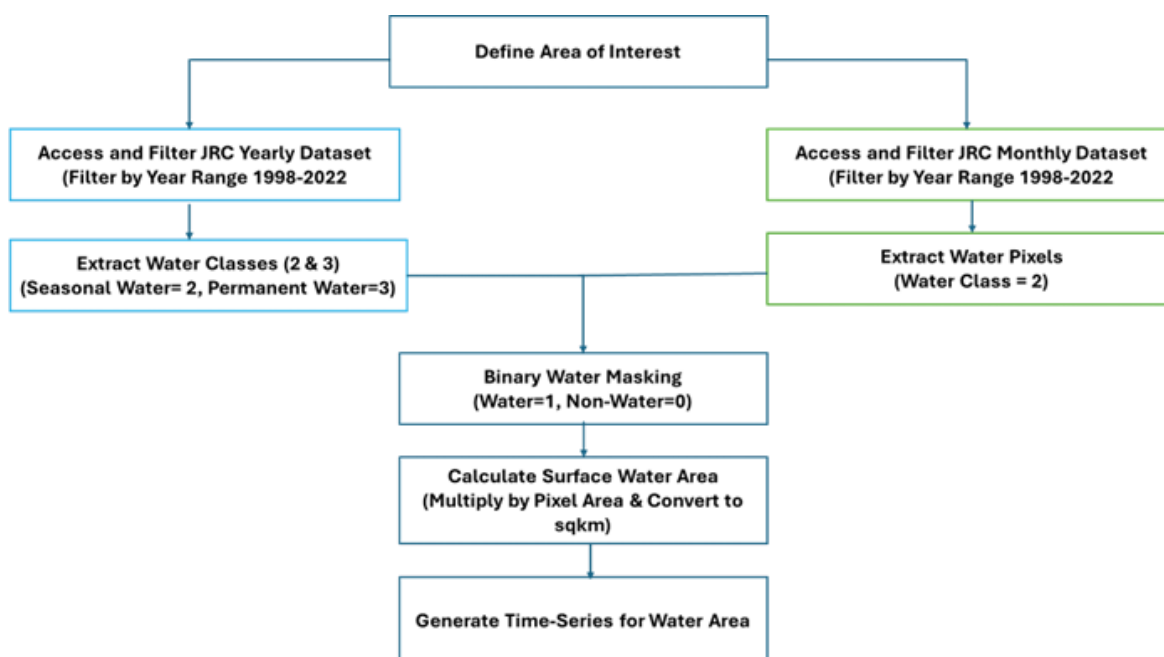 Define Area of Interest
Access and Filter JRC Yearly Dataset
(Filter by Year Range 1998-2022
Access and Filter JRC Monthly Dataset
(Filter by Year Range 1998-2022
Extract Water Classes (2 & 3)
(Seasonal Water= 2, Permanent Water=3)
Extract Water Pixels
(Water Class = 2)
Binary Water Masking
(Water=1, Non-Water=0)
Calculate Surface Water Area
(Multiply by Pixel Area & Convert to
sqkm)
Generate Time-Series for Water Area